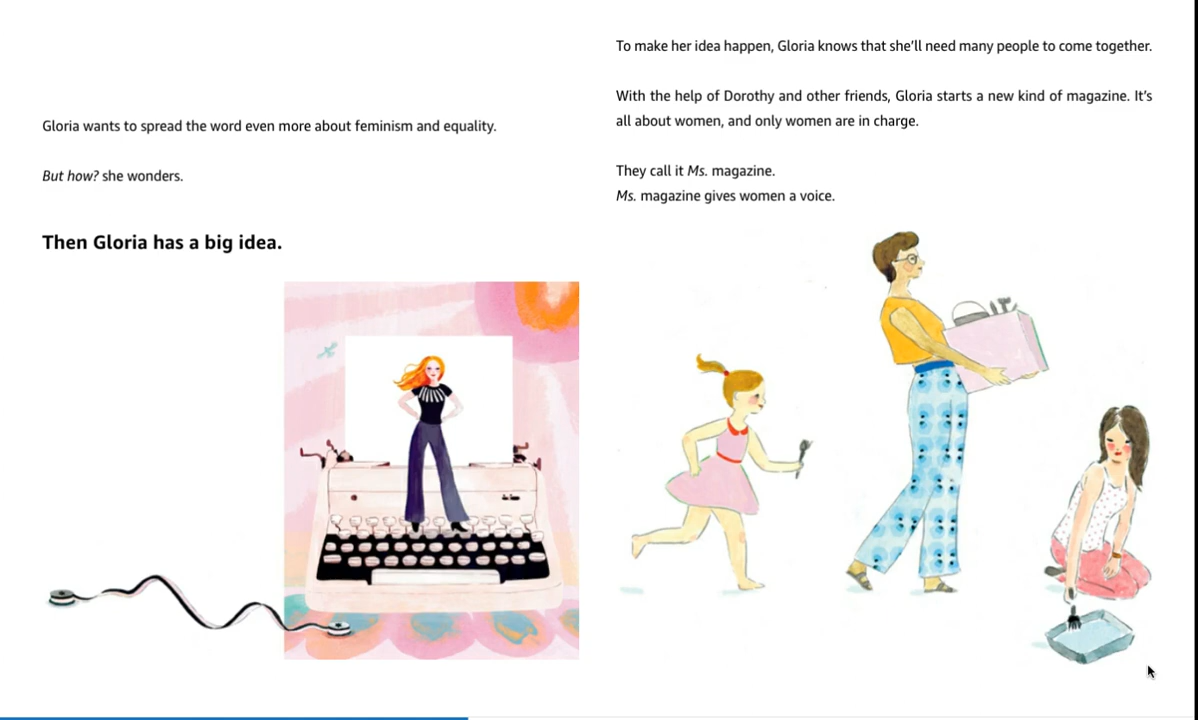 Gloria wants to spread the word even more about feminism and equality.
But how? she wonders.
Then Gloria has a big idea.
To make her idea happen, Gloria knows that she’ll need many people to come together.
With the help of Dorothy and other friends, Gloria starts a new kind of magazine. It’s
all about women, and only women are in charge.
They call it Ms. magazine.
Ms. magazine gives women a voice.